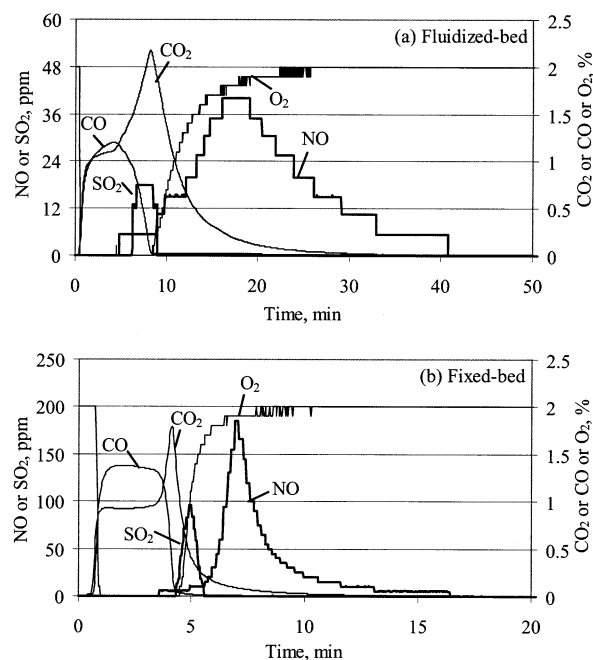 (a) Fluidized-bed
NO or SO2, ppm
60
48
36
24
12
0
CO2
CO
SO2
O2
NO
2.5
2
1.5
1
0.5
0
CO2 or CO or O2, %
0 10 20 30 40 50
Time, min
(b) Fixed-bed
NO or SO2, ppm
250
200
150
100
50
0
O2
CO2
CO
NO
SO2
2.5
2
1.5
1
0.5
0
CO2 or CO or O2, %
0 5 10 15 20
Time, min